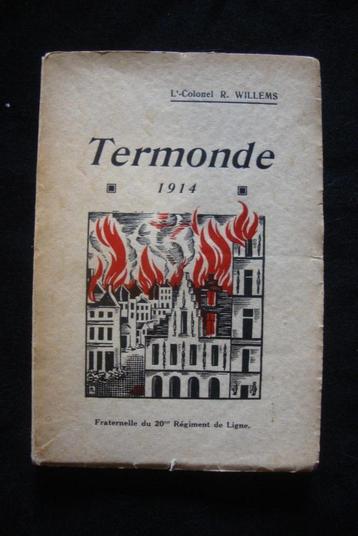 Lt-Colonel R. WILLEMS
Termonde
1914
Fraternelle du 20me Régiment de Ligne.